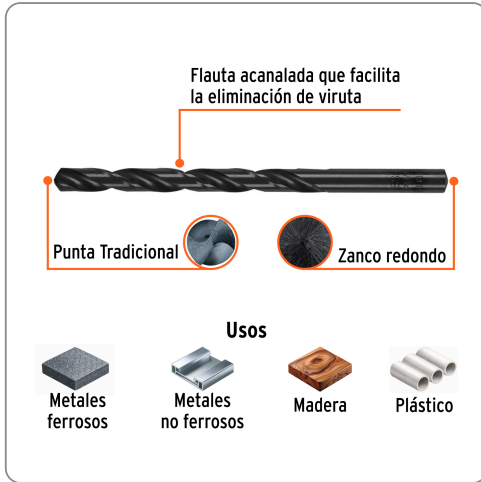 Flauta acanalada que facilita
la eliminación de viruta
Punta Tradicional
Zanco redondo
Usos
Metales
ferrosos
Metales
no ferrosos
Madera
Plástico